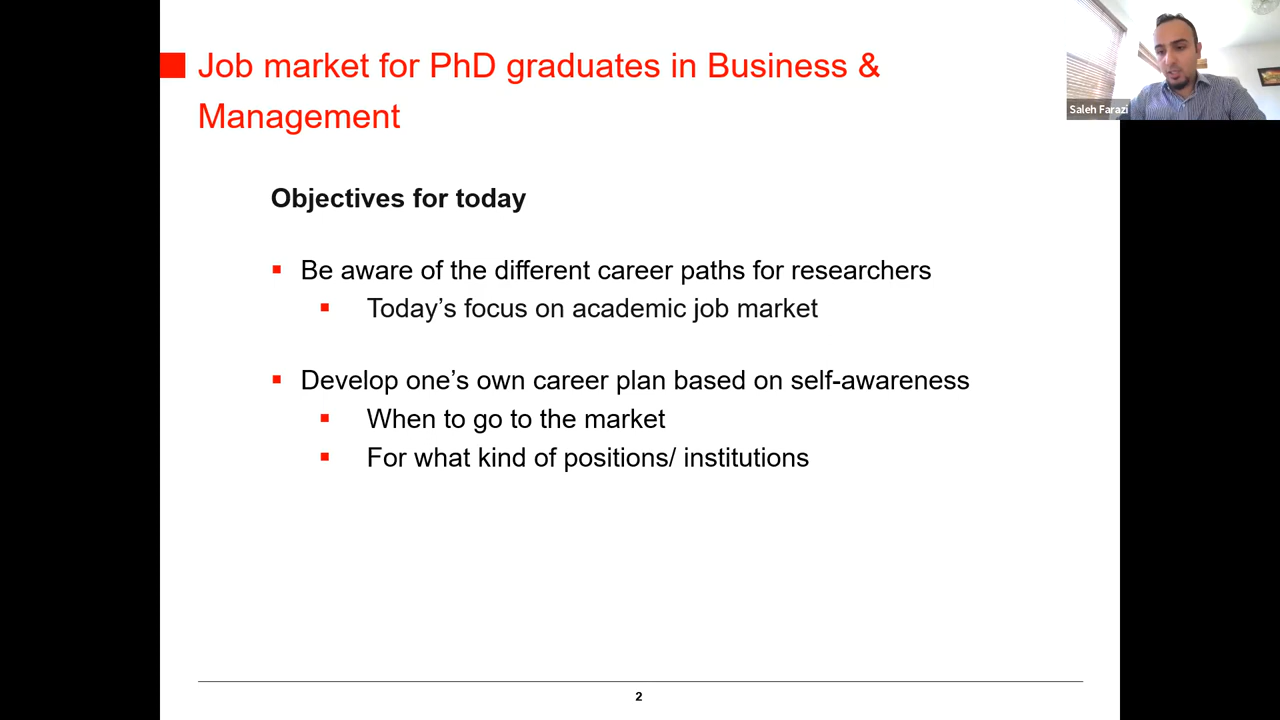 Job market for PhD graduates in Business &
Management
Saleh Farazi
Objectives for today
Be aware of the different career paths for researchers
Today’s focus on academic job market
Develop one’s own career plan based on self-awareness
When to go to the market
For what kind of positions/ institutions
2